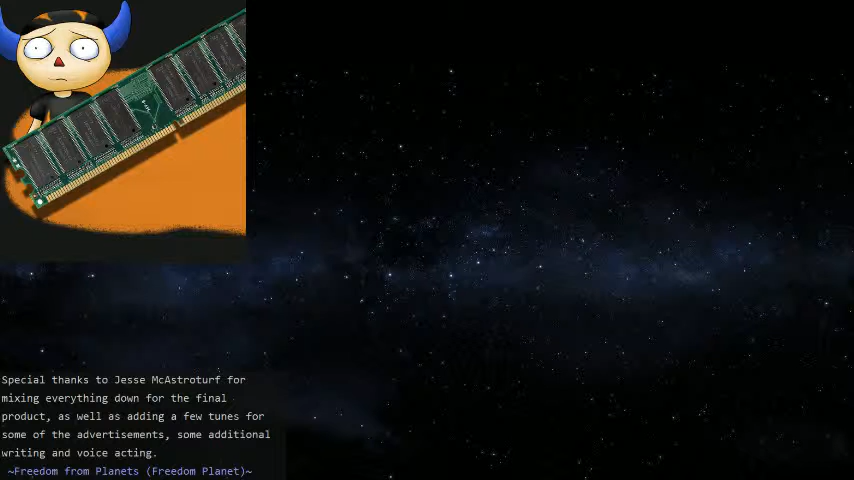 Special thanks to Jesse McAstroturf for
mixing everything down for the final
product, as well as adding a few tunes for
some of the advertisements, some additional
writing and voice acting.
~Freedom from Planets (Freedom Planet)~